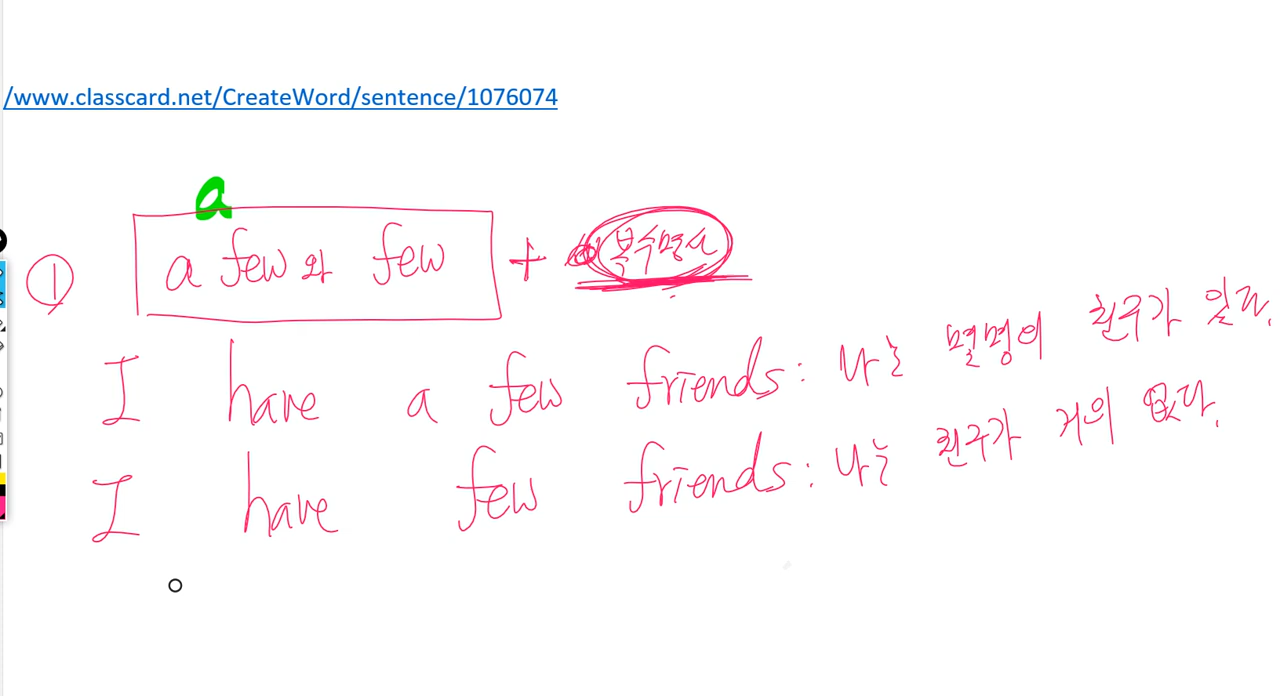 /www.classcard.net/CreateWord/sentence/1076074
a
① a few와 few + 복수명사
I have a few friends : 나는 몇명의 친구가 있다.
I have few friends : 나는 친구가 거의 없다.